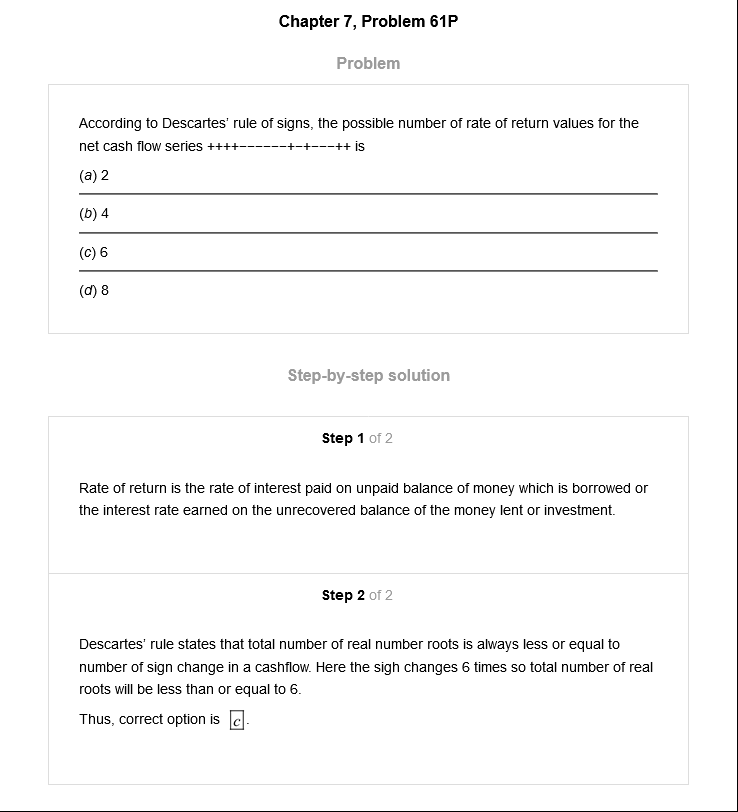 Chapter 7, Problem 61P
Problem
According to Descartes' rule of signs, the possible number of rate of return values for the
net cash flow series ++++−−−−−−+−+−−−++ is
(a) 2
(b) 4
(c) 6
(d) 8
Step-by-step solution
Step 1 of 2
Rate of return is the rate of interest paid on unpaid balance of money which is borrowed or
the interest rate earned on the unrecovered balance of the money lent or investment.
Step 2 of 2
Descartes' rule states that total number of real number roots is always less or equal to
number of sign change in a cashflow. Here the sigh changes 6 times so total number of real
roots will be less than or equal to 6.
Thus, correct option is c.